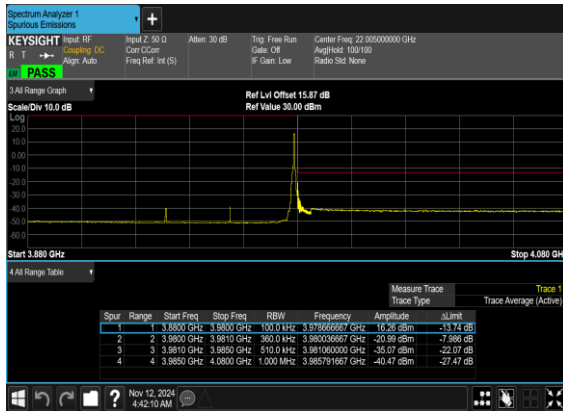 Spectrum Analyzer 1
Spurious Emissions
KEYSIGHT Input: RF Input Z: 50 Ω Atten: 30 dB Trig: Free Run Center Freq: 22.005000000 GHz
R T Coupling: DC Corr CCorr Gate: Off Avg|Hold: 100/100
Align: Auto Freq Ref: Int (S) IF Gain: Low Radio Std: None
PASS
3 All Range Graph
Ref Lvl Offset 15.87 dB
Scale/Div 10.0 dB Ref Value 30.00 dBm
Log
20.0
10.0
0.00
-10.0
-20.0
-30.0
-40.0
-50.0
-60.0
Start 3.880 GHz Stop 4.080 GH
4 All Range Table
Measure Trace Trace 1
Trace Type Trace Average (Active)
Spur Range Start Freq Stop Freq RBW Frequency Amplitude ΔLimit
1 1 3.8800 GHz 3.9800 GHz 100.0 kHz 3.978666667 GHz 16.26 dBm -13.74 dB
2 2 3.9800 GHz 3.9810 GHz 360.0 kHz 3.980036667 GHz -20.99 dBm -7.986 dB
3 3 3.9810 GHz 3.9850 GHz 510.0 kHz 3.981060000 GHz -35.07 dBm -22.07 dB
4 4 3.9850 GHz 4.0800 GHz 1.000 MHz 3.985791667 GHz -40.47 dBm -27.47 dB
? Nov 12, 2024
4:42:10 AM